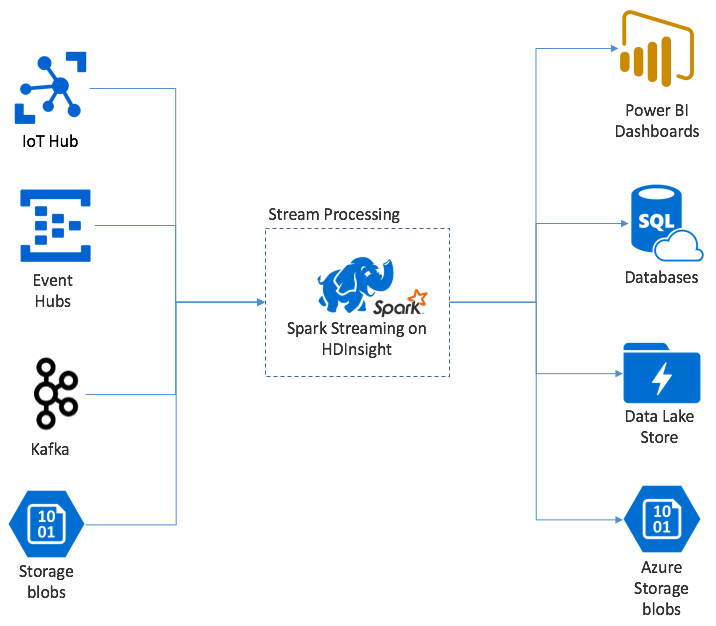 IoT Hub
Event
Hubs
Kafka
10
01
Storage
blobs
Stream Processing
Spark
Spark Streaming on
HDInsight
Power BI
Dashboards
SQL
Databases
Data Lake
Store
10
01
Azure
Storage
blobs